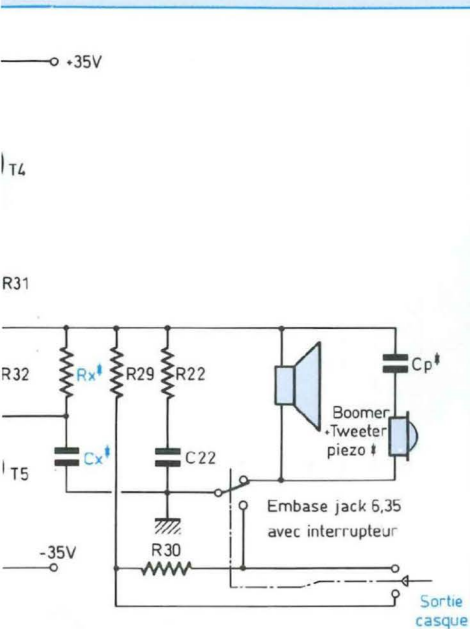 +35V
T4
R31
R32
Rx*
R29
R22
Cp*
Boomer
+Tweeter
piezo *
Cx*
C22
T5
Embase jack 6,35
avec interrupteur
-35V
R30
Sortie
casque